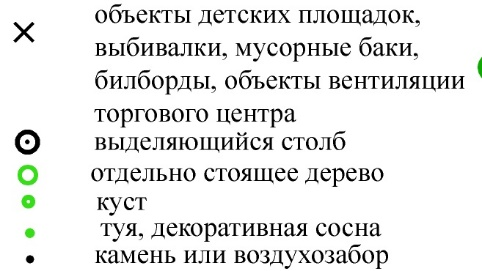 объекты детских площадок,
выбивалки, мусорные баки,
билборды, объекты вентиляции
торгового центра
выделяющийся столб
отдельно стоящее дерево
куст
туя, декоративная сосна
камень или воздухозабор